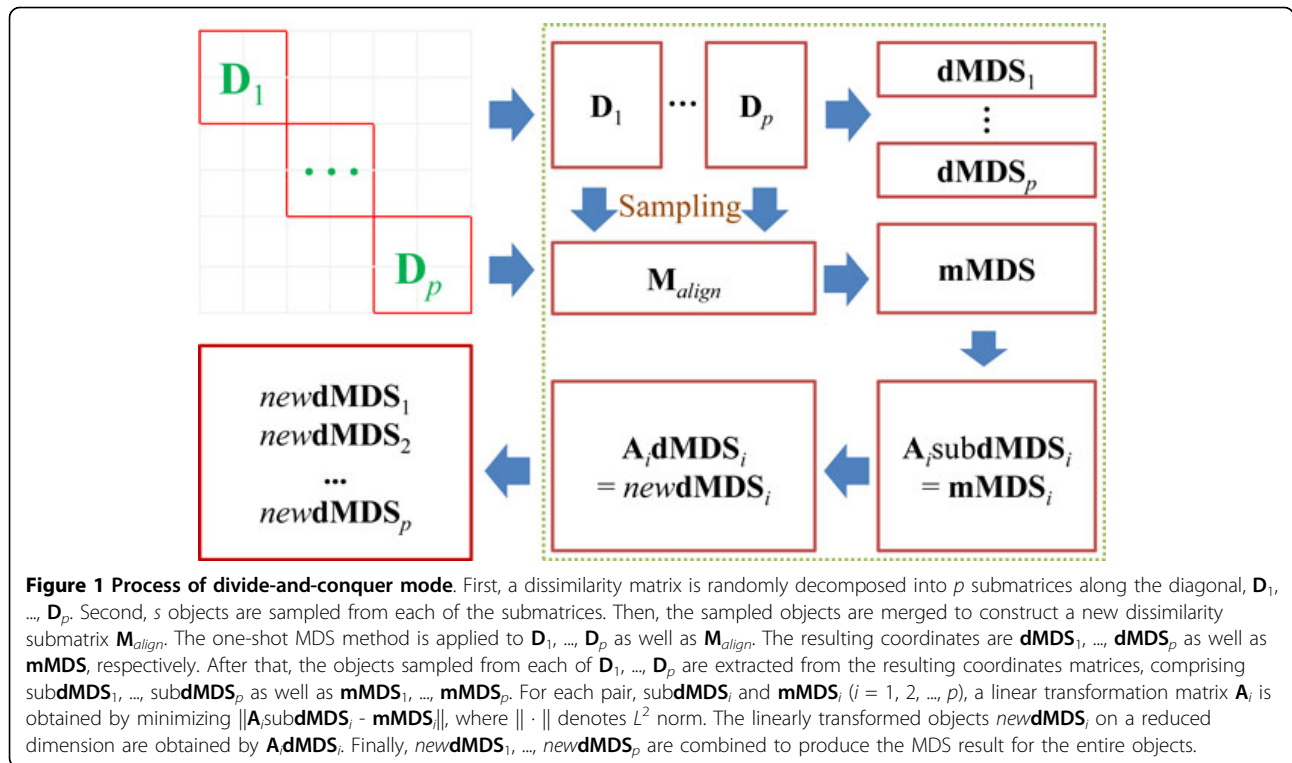 D1
...
Dp
D1 ... Dp
Sampling
Malign
dMDS1
⋮
dMDSp
mMDS
AisubdMDSi
= mMDSi
AidMDSi
= newdMDSi
newdMDS1
newdMDS2
...
newdMDSp
Figure 1 Process of divide-and-conquer mode. First, a dissimilarity matrix is randomly decomposed into p submatrices along the diagonal, D1,
..., Dp. Second, s objects are sampled from each of the submatrices. Then, the sampled objects are merged to construct a new dissimilarity
submatrix Malign. The one-shot MDS method is applied to D1, ..., Dp as well as Malign. The resulting coordinates are dMDS1, ..., dMDSp as well as
mMDS, respectively. After that, the objects sampled from each of D1, ..., Dp are extracted from the resulting coordinates matrices, comprising
subdMDS1, ..., subdMDSp as well as mMDS1, ..., mMDSp. For each pair, subdMDSi and mMDSi (i = 1, 2, ..., p), a linear transformation matrix Ai is
obtained by minimizing ||AisubdMDSi - mMDSi||, where || · || denotes L² norm. The linearly transformed objects newdMDSi on a reduced
dimension are obtained by AidMDSi. Finally, newdMDS1, ..., newdMDSp are combined to produce the MDS result for the entire objects.